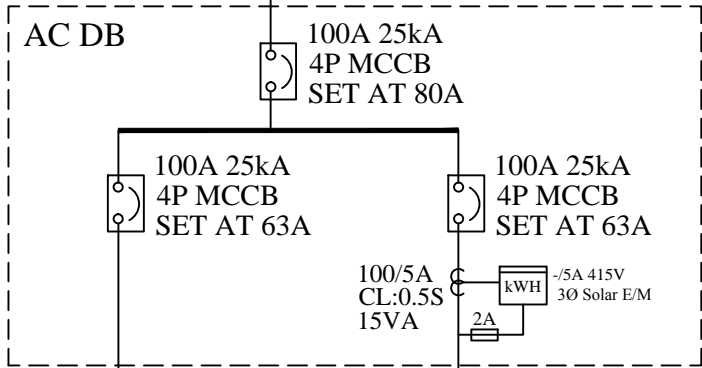 AC DB
100A 25kA
4P MCCB
SET AT 80A
100A 25kA
4P MCCB
SET AT 63A
100A 25kA
4P MCCB
SET AT 63A
100/5A
CL:0.5S
15VA
kWH
-/5A 415V
3Ø Solar E/M
2A